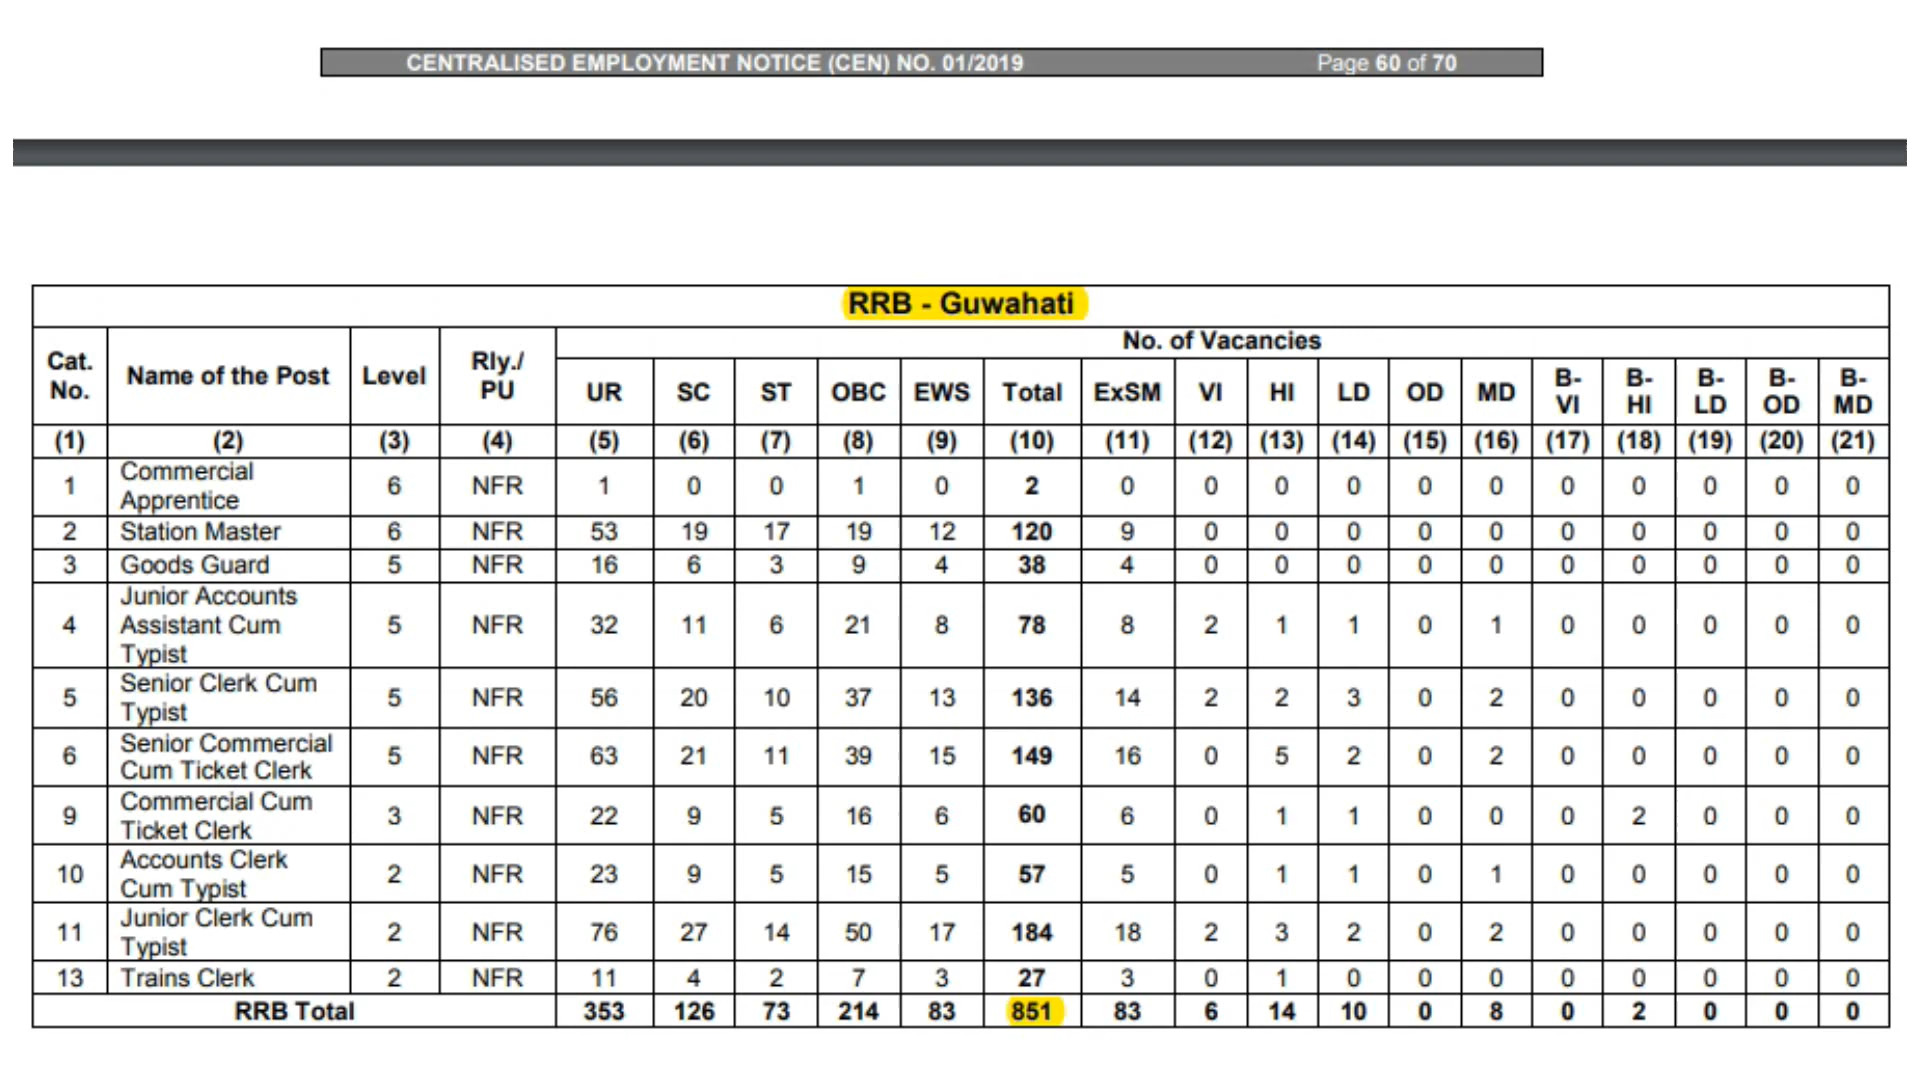 CENTRALISED EMPLOYMENT NOTICE (CEN) NO. 01/2019 Page 60 of 70
RRB - Guwahati
Cat. No. Name of the Post Level Rly./ PU No. of Vacancies
UR SC ST OBC EWS Total ExSM VI HI LD OD MD B-VI B-HI B-LD B-OD B-MD
(1) (2) (3) (4) (5) (6) (7) (8) (9) (10) (11) (12) (13) (14) (15) (16) (17) (18) (19) (20) (21)
1 Commercial Apprentice 6 NFR 1 0 0 1 0 2 0 0 0 0 0 0 0 0 0 0 0
2 Station Master 6 NFR 53 19 17 19 12 120 9 0 0 0 0 0 0 0 0 0 0
3 Goods Guard 5 NFR 16 6 3 9 4 38 4 0 0 0 0 0 0 0 0 0 0
4 Junior Accounts Assistant Cum Typist 5 NFR 32 11 6 21 8 78 8 2 1 1 0 1 0 0 0 0 0
5 Senior Clerk Cum Typist 5 NFR 56 20 10 37 13 136 14 2 2 3 0 2 0 0 0 0 0
6 Senior Commercial Cum Ticket Clerk 5 NFR 63 21 11 39 15 149 16 0 5 2 0 2 0 0 0 0 0
9 Commercial Cum Ticket Clerk 3 NFR 22 9 5 16 6 60 6 0 1 1 0 0 0 2 0 0 0
10 Accounts Clerk Cum Typist 2 NFR 23 9 5 15 5 57 5 0 1 1 0 1 0 0 0 0 0
11 Junior Clerk Cum Typist 2 NFR 76 27 14 50 17 184 18 2 3 2 0 2 0 0 0 0 0
13 Trains Clerk 2 NFR 11 4 2 7 3 27 3 0 1 0 0 0 0 0 0 0 0
RRB Total 353 126 73 214 83 851 83 6 14 10 0 8 0 2 0 0 0